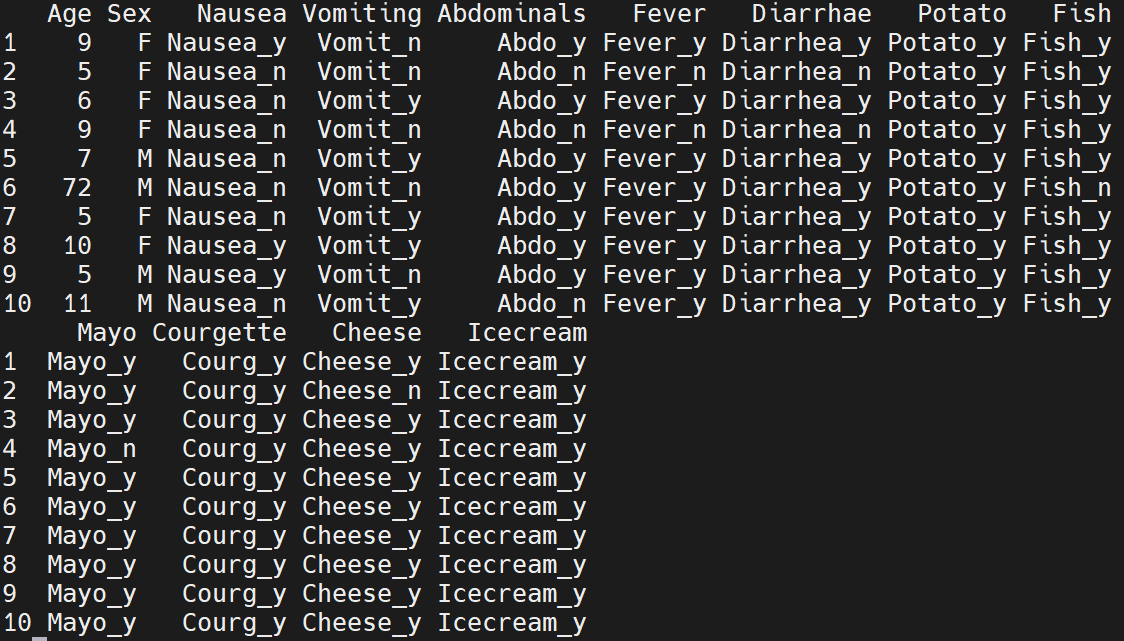 Age Sex   Nausea Vomiting Abdominals   Fever   Diarrhae   Potato   Fish
1    9   F Nausea_y  Vomit_n     Abdo_y Fever_y Diarrhea_y Potato_y Fish_y
2    5   F Nausea_n  Vomit_n     Abdo_n Fever_n Diarrhea_n Potato_y Fish_y
3    6   F Nausea_n  Vomit_y     Abdo_y Fever_y Diarrhea_y Potato_y Fish_y
4    9   F Nausea_n  Vomit_n     Abdo_n Fever_n Diarrhea_n Potato_y Fish_y
5    7   M Nausea_n  Vomit_y     Abdo_y Fever_y Diarrhea_y Potato_y Fish_y
6   72   M Nausea_n  Vomit_n     Abdo_y Fever_y Diarrhea_y Potato_y Fish_n
7    5   F Nausea_n  Vomit_y     Abdo_y Fever_y Diarrhea_y Potato_y Fish_y
8   10   F Nausea_y  Vomit_y     Abdo_y Fever_y Diarrhea_y Potato_y Fish_y
9    5   M Nausea_y  Vomit_n     Abdo_y Fever_y Diarrhea_y Potato_y Fish_y
10  11   M Nausea_n  Vomit_y     Abdo_n Fever_y Diarrhea_y Potato_y Fish_y
     Mayo Courgette   Cheese   Icecream
1  Mayo_y   Courg_y Cheese_y Icecream_y
2  Mayo_y   Courg_y Cheese_n Icecream_y
3  Mayo_y   Courg_y Cheese_y Icecream_y
4  Mayo_n   Courg_y Cheese_y Icecream_y
5  Mayo_y   Courg_y Cheese_y Icecream_y
6  Mayo_y   Courg_y Cheese_y Icecream_y
7  Mayo_y   Courg_y Cheese_y Icecream_y
8  Mayo_y   Courg_y Cheese_y Icecream_y
9  Mayo_y   Courg_y Cheese_y Icecream_y
10 Mayo_y   Courg_y Cheese_y Icecream_y